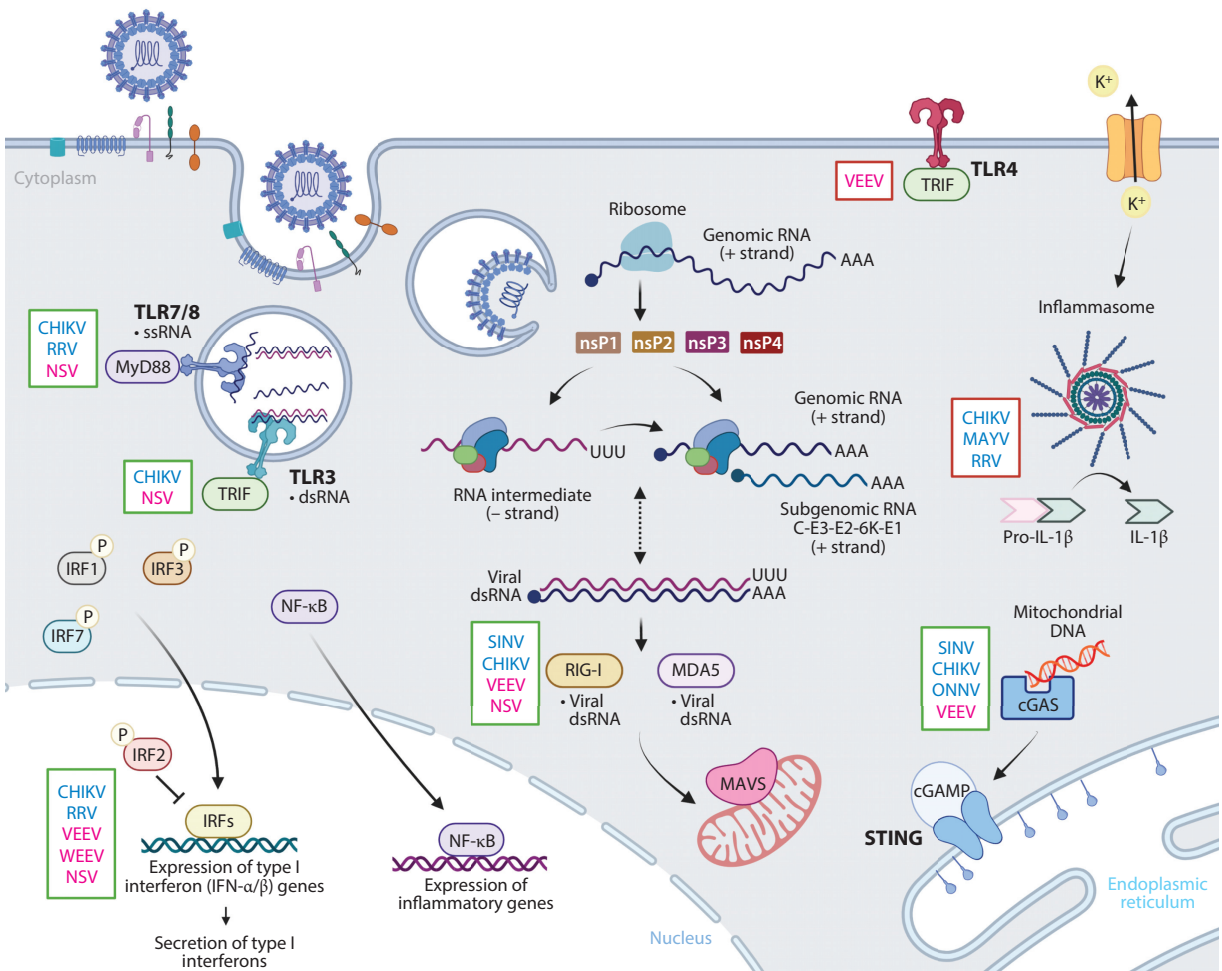 K⁺
K⁺
Cytoplasm
VEEV
TRIF
TLR4
Ribosome
Genomic RNA
(+ strand)
AAA
TLR7/8
• ssRNA
CHIKV
RRV
NSV
MyD88
nsP1
nsP2
nsP3
nsP4
Inflammasome
CHIKV
MAYV
RRV
CHIKV
NSV
TRIF
TLR3
• dsRNA
UUU
RNA intermediate
(– strand)
Genomic RNA
(+ strand)
AAA
AAA
Subgenomic RNA
C-E3-E2-6K-E1
(+ strand)
Pro-IL-1β
IL-1β
P
IRF1
P
IRF3
P
IRF7
NF-κB
Viral
dsRNA
UUU
AAA
SINV
CHIKV
VEEV
NSV
RIG-I
• Viral
dsRNA
MDA5
• Viral
dsRNA
MAVS
Mitochondrial
DNA
SINV
CHIKV
ONNV
VEEV
cGAS
cGAMP
STING
P
IRF2
CHIKV
RRV
VEEV
WEEV
NSV
IRFs
Expression of type I
interferon (IFN-α/β) genes
Secretion of type I
interferons
NF-κB
Expression of
inflammatory genes
Nucleus
Endoplasmic
reticulum